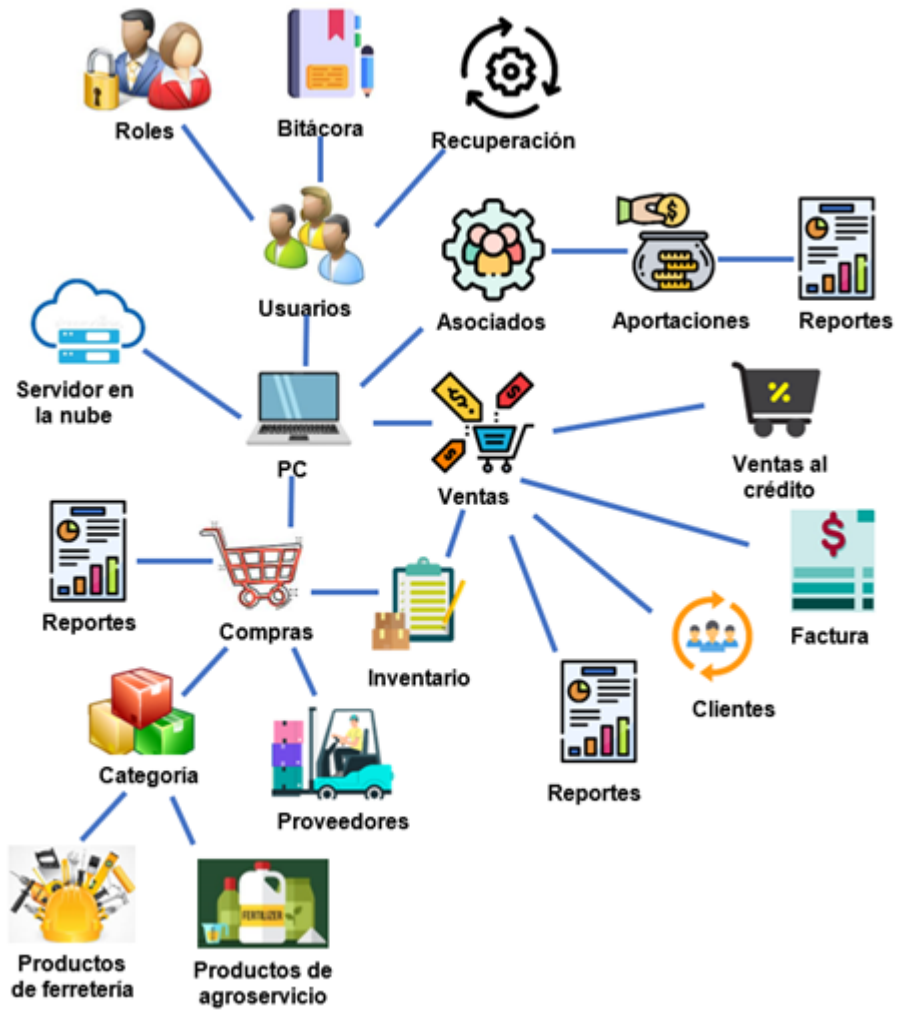 Roles
Bitácora
Recuperación
Usuarios
Asociados
Aportaciones
Reportes
Servidor en
la nube
PC
Ventas
Ventas al
crédito
Reportes
Compras
Inventario
Factura
Clientes
Categoría
Proveedores
Reportes
FERTILIZER
Productos
de ferretería
Productos de
agroservicio